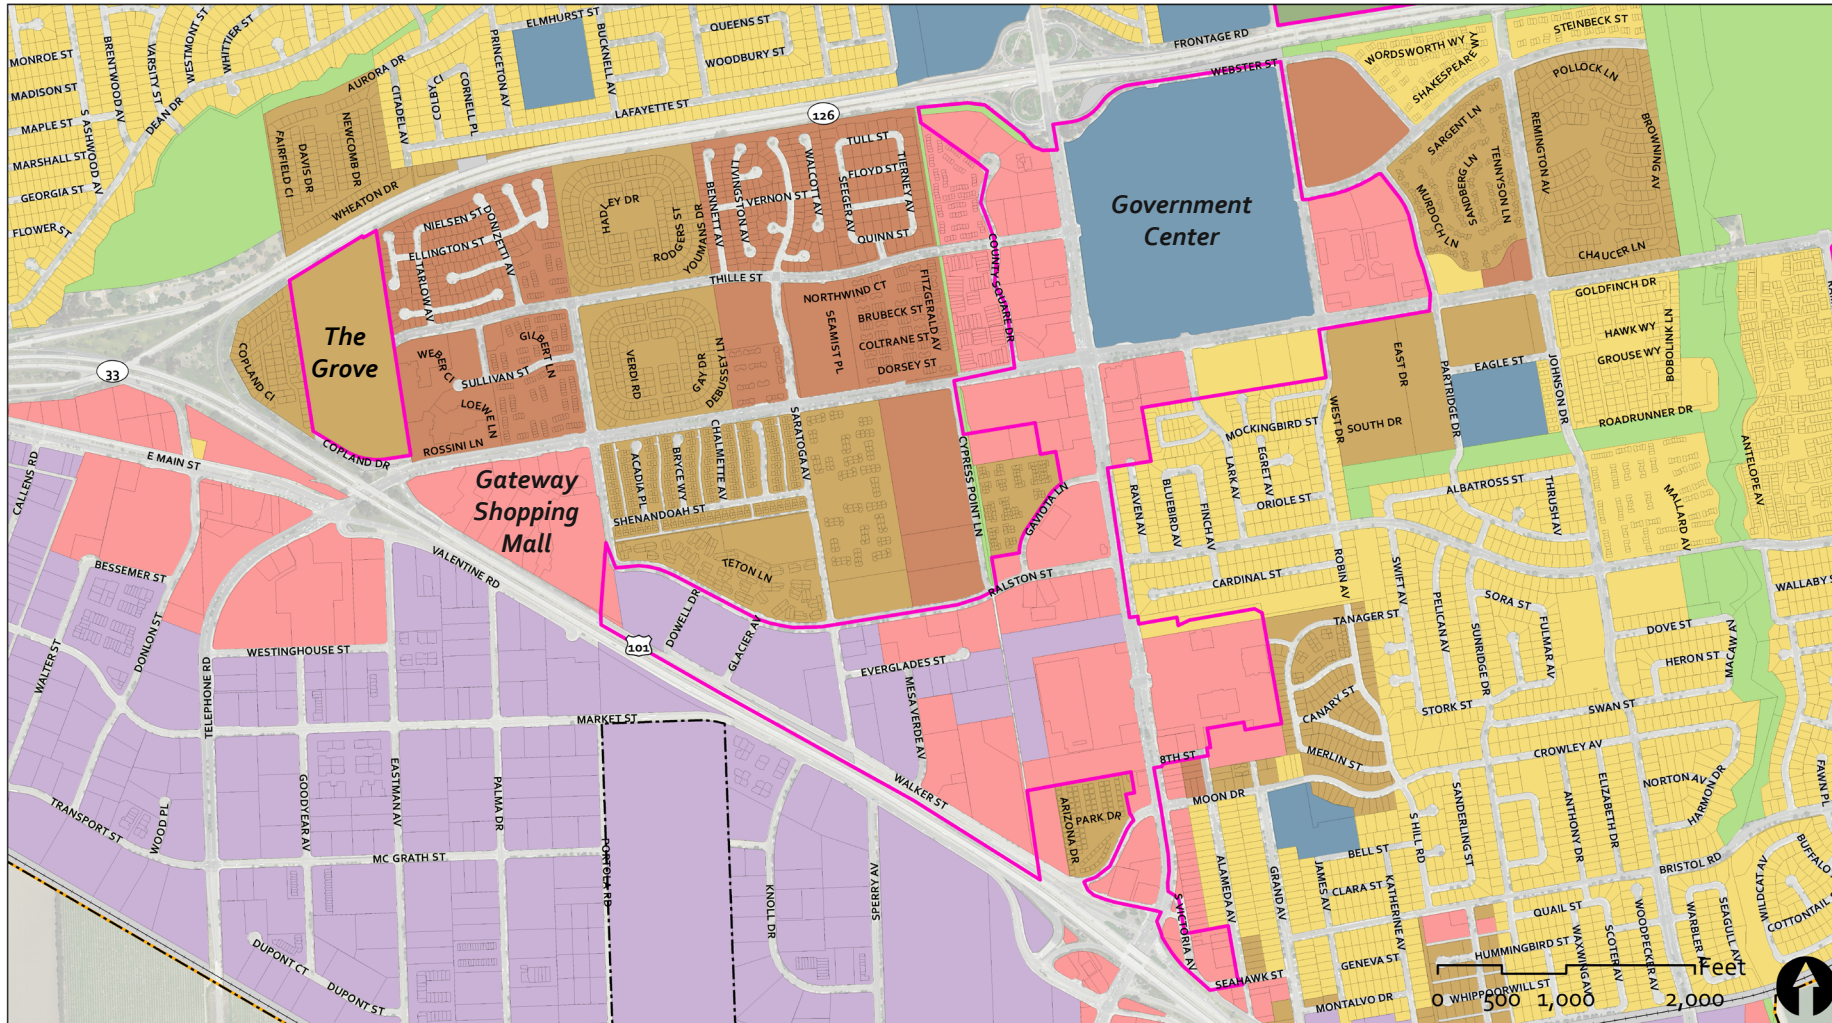 MONROE ST
MADISON ST
MAPLE ST
MARSHALL ST
GEORGIA ST
FLOWER ST
BRENTWOOD AV
S ASHWOOD AV
VARSITY ST
WESTMONT ST
WHITTIER ST
DEAN DR
AURORA DR
CITADEL AV
COLBY CI
CORNELL PL
PRINCETON AV
ELMHURST ST
BUCKNELL AV
LAFAYETTE ST
QUEENS ST
WOODBURY ST
FRONTAGE RD
WEBSTER ST
WORDSWORTH WY
SHAKESPEARE WY
STEINBECK ST
POLLOCK LN
BROWNING AV
REMINGTON AV
CHAUCER LN
SARGENT LN
SANDBERG LN
TENNYSON LN
MURDOCH LN
126
FAIRFIELD CI
DAVIS DR
NEWCOMB DR
WHEATON DR
NIELSEN ST
ELLINGTON ST
DONIZETTI AV
TARLOW AV
HADLEY DR
RODGERS ST
YOUMANS DR
BENNETT AV
LIVINGSTON AV
VERNON ST
WALCOTT AV
SEEGER AV
TULL ST
FLOYD ST
TIERNEY AV
QUINN ST
THILLE ST
COUNTY SQUARE DR
Government
Center
The
Grove
COPLAND CI
33
COPLAND DR
WEBER CI
SULLIVAN ST
GILBERT LN
LOEWE LN
ROSSINI LN
VERDI RD
GAY DR
DEBUSSEY LN
NORTHWIND CT
SEAMIST PL
BRUBECK ST
COLTRANE ST
DORSEY ST
FITZGERALD AV
GOLDFINCH DR
HAWK WY
GROUSE WY
BOBOLINK LN
EAGLE ST
EAST DR
PARTRIDGE DR
JOHNSON DR
ROADRUNNER DR
SOUTH DR
WEST DR
MOCKINGBIRD ST
LARK AV
EGRET AV
ORIOLE ST
RAVEN AV
BLUEBIRD AV
FINCH AV
CARDINAL ST
ALBATROSS ST
THRUSH AV
MALLARD AV
ANTELOPE AV
CALLENS RD
E MAIN ST
Gateway
Shopping
Mall
ACADIA PL
BRYCE WY
CHALMETTE AV
SARATOGA AV
SHENANDOAH ST
TETON LN
CYPRESS POINT LN
GAVIOTA LN
RALSTON ST
VALENTINE RD
BESSEMER ST
DONLON ST
WALTER ST
TELEPHONE RD
WESTINGHOUSE ST
101
DOWELL DR
GLACIER AV
EVERGLADES ST
MESA VERDE AV
WALKER ST
ROBIN AV
SWIFT AV
TANAGER ST
PELICAN AV
SUNRIDGE DR
SORA ST
FULMAR AV
DOVE ST
HERON ST
MACAW AV
WALLABY S
STORK ST
SWAN ST
CANARY ST
MERLIN ST
CROWLEY AV
NORTON AV
HARMON DR
FAWN PL
MARKET ST
8TH ST
MOON DR
ARIZONA DR
PARK DR
TRANSPORT ST
WOOD PL
GOODYEAR AV
EASTMAN AV
PALMA DR
PORTOLA RD
MC GRATH ST
KNOLL DR
SPERRY AV
DUPONT CT
DUPONT ST
S VICTORIA AV
SEAHAWK ST
ALAMEDA AV
GRAND AV
JAMES AV
BELL ST
CLARA ST
KATHERINE AV
GENEVA ST
MONTALVO DR
S HILL RD
SANDERLING ST
ANTHONY DR
ELIZABETH DR
BRISTOL RD
QUAIL ST
HUMMINGBIRD ST
WHIPPOORWILL ST
WAXWING AV
SCOTER AV
WOODPECKER AV
WARBLER AV
SEAGULL AV
WILDCAT AV
BUFFALO
COTTONTAIL
Feet
0 500 1,000 2,000